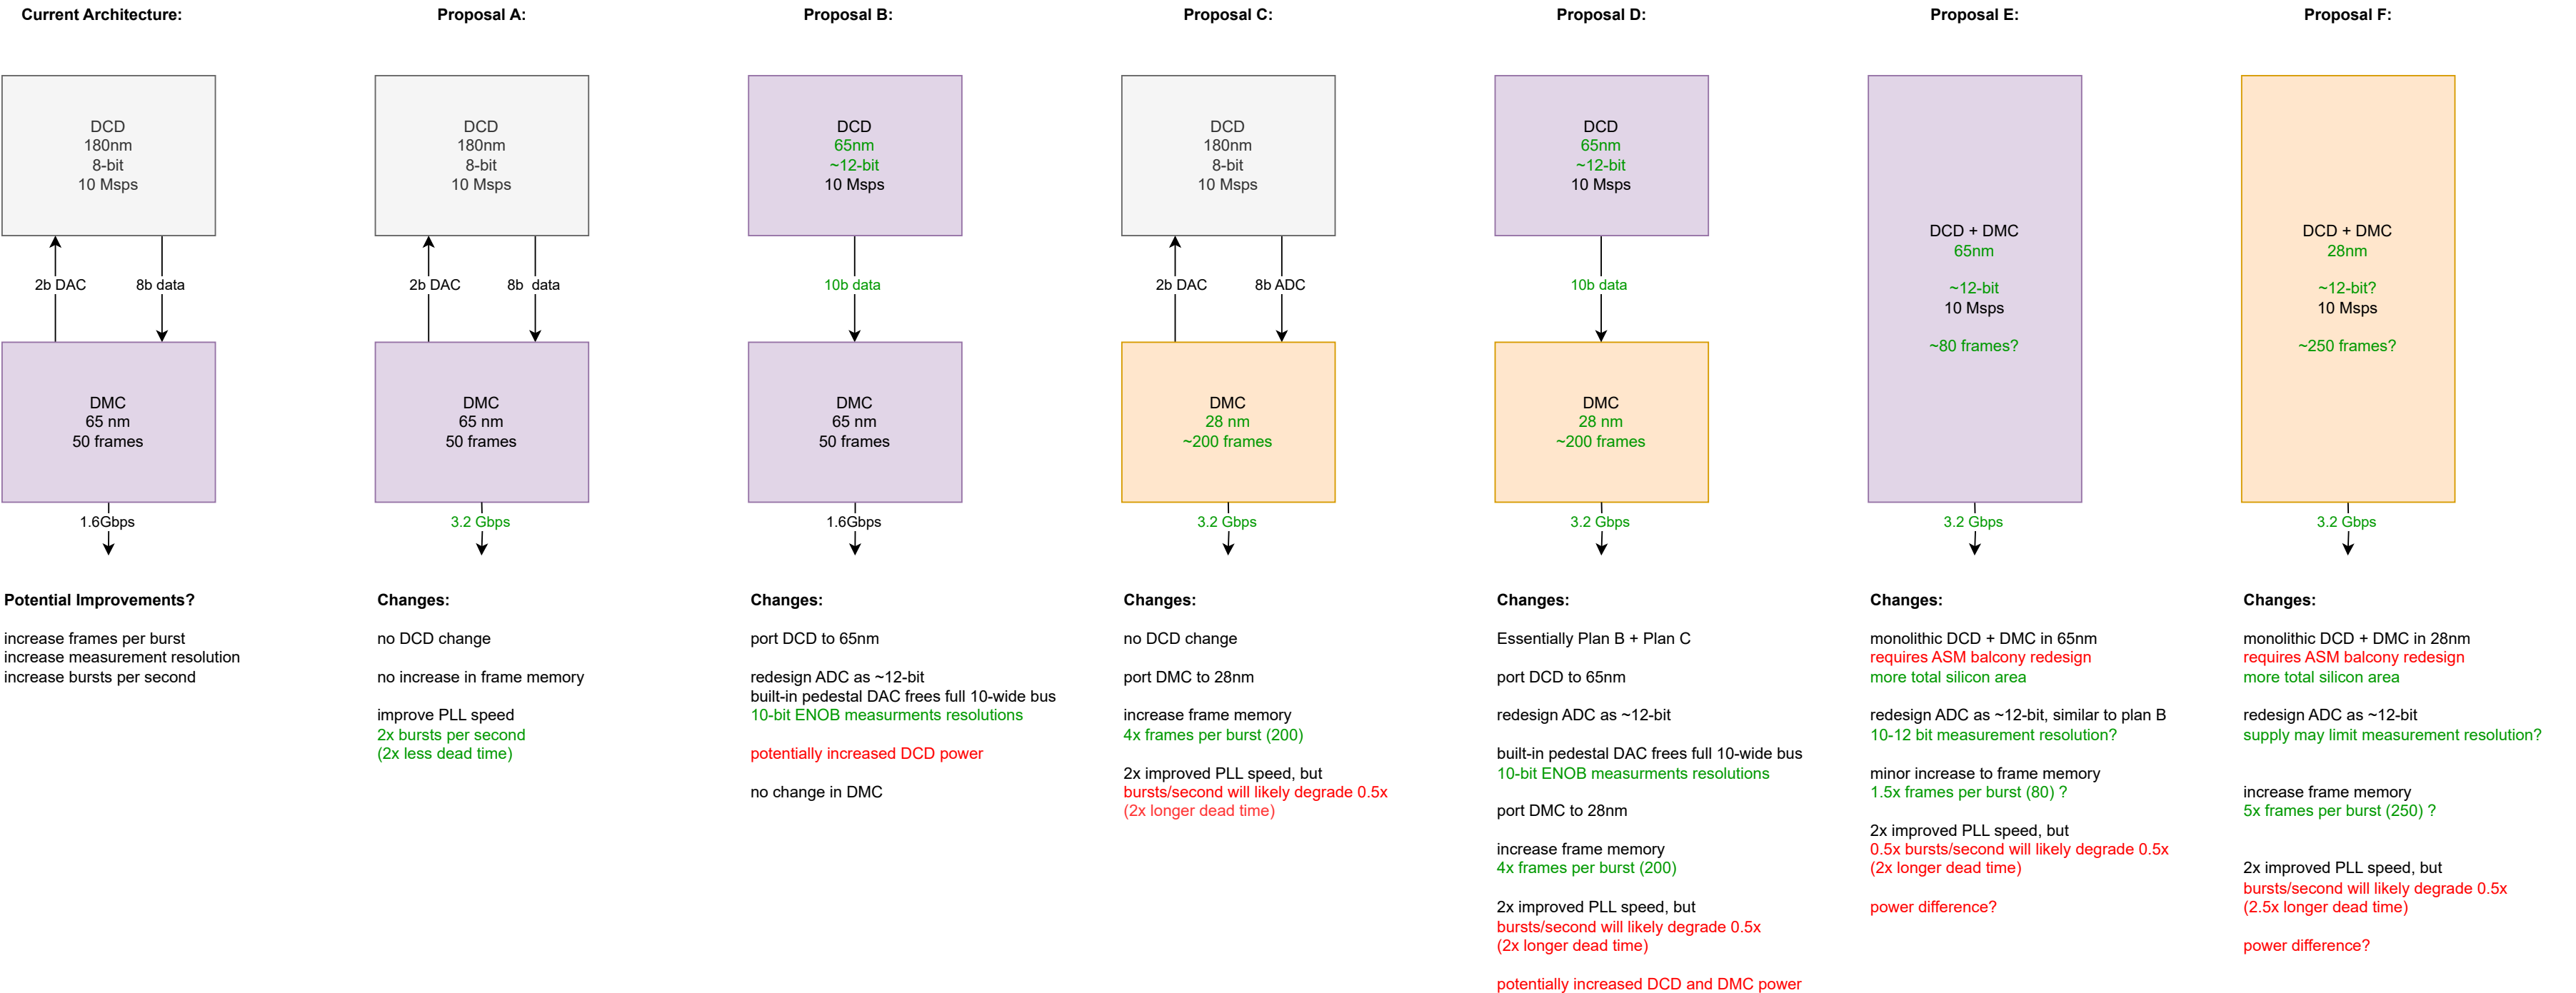 Current Architecture:
DCD
180nm
8-bit
10 Msps
2b DAC
8b data
DMC
65 nm
50 frames
1.6Gbps
Potential Improvements?
increase frames per burst
increase measurement resolution
increase bursts per second
Proposal A:
DCD
180nm
8-bit
10 Msps
2b DAC
8b data
DMC
65 nm
50 frames
3.2 Gbps
Changes:
no DCD change
no increase in frame memory
improve PLL speed
2x bursts per second
(2x less dead time)
Proposal B:
DCD
65nm
~12-bit
10 Msps
10b data
DMC
65 nm
50 frames
1.6Gbps
Changes:
port DCD to 65nm
redesign ADC as ~12-bit
built-in pedestal DAC frees full 10-wide bus
10-bit ENOB measurments resolutions
potentially increased DCD power
no change in DMC
Proposal C:
DCD
180nm
8-bit
10 Msps
2b DAC
8b ADC
DMC
28 nm
~200 frames
3.2 Gbps
Changes:
no DCD change
port DMC to 28nm
increase frame memory
4x frames per burst (200)
2x improved PLL speed, but
bursts/second will likely degrade 0.5x
(2x longer dead time)
Proposal D:
DCD
65nm
~12-bit
10 Msps
10b data
DMC
28 nm
~200 frames
3.2 Gbps
Changes:
Essentially Plan B + Plan C
port DCD to 65nm
redesign ADC as ~12-bit
built-in pedestal DAC frees full 10-wide bus
10-bit ENOB measurments resolutions
port DMC to 28nm
increase frame memory
4x frames per burst (200)
2x improved PLL speed, but
bursts/second will likely degrade 0.5x
(2x longer dead time)
potentially increased DCD and DMC power
Proposal E:
DCD + DMC
65nm
~12-bit
10 Msps
~80 frames?
3.2 Gbps
Changes:
monolithic DCD + DMC in 65nm
requires ASM balcony redesign
more total silicon area
redesign ADC as ~12-bit, similar to plan B
10-12 bit measurement resolution?
minor increase to frame memory
1.5x frames per burst (80) ?
2x improved PLL speed, but
0.5x bursts/second will likely degrade 0.5x
(2x longer dead time)
power difference?
Proposal F:
DCD + DMC
28nm
~12-bit?
10 Msps
~250 frames?
3.2 Gbps
Changes:
monolithic DCD + DMC in 28nm
requires ASM balcony redesign
more total silicon area
redesign ADC as ~12-bit
supply may limit measurement resolution?
increase frame memory
5x frames per burst (250) ?
2x improved PLL speed, but
bursts/second will likely degrade 0.5x
(2.5x longer dead time)
power difference?